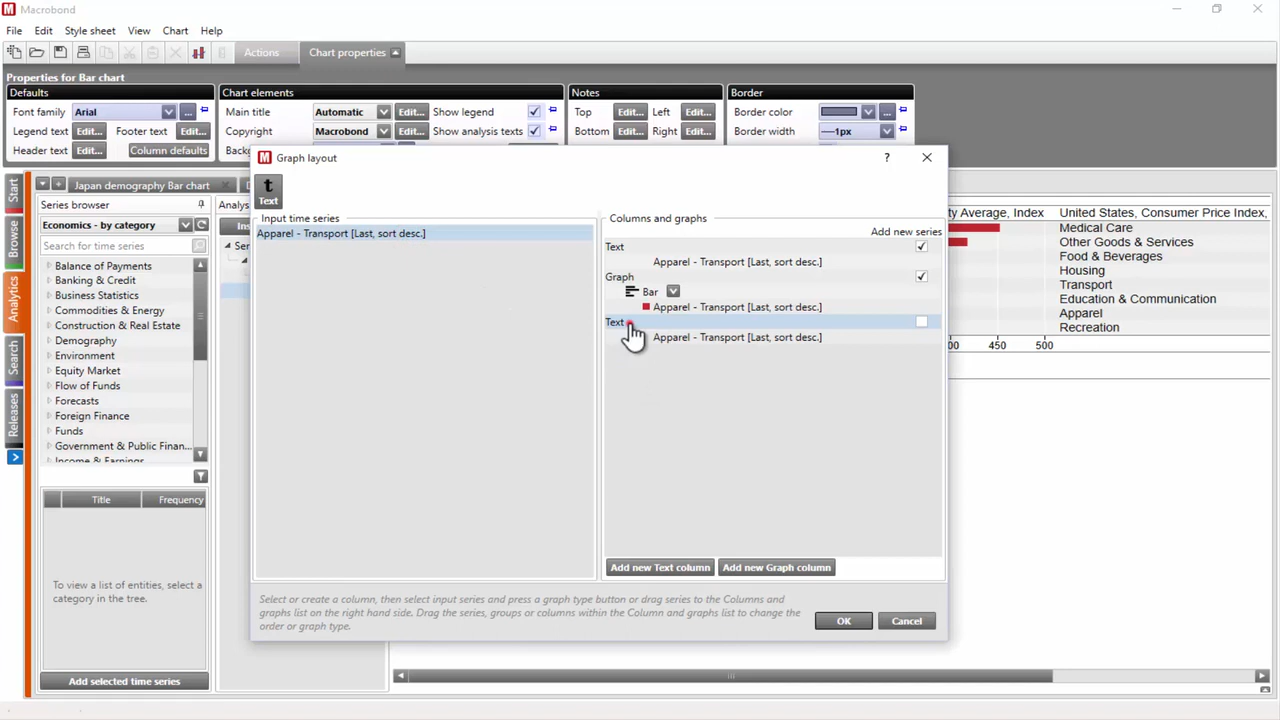 Macrobond
File Edit Style sheet View Chart Help
Actions Chart properties
Properties for Bar chart
Defaults Chart elements Notes Border
Font family Arial ... Main title Automatic Edit... Show legend Top Edit... Left Edit... Border color ...
Legend text Edit... Footer text Edit... Copyright Macrobond Edit... Show analysis texts Bottom Edit... Right Edit... Border width 1px
Header text Edit... Column defaults
M Graph layout ?
t
Text
Start
Browse
Analytics
Search
Releases
Japan demography Bar chart
Series browser
Economics - by category
Search for time series
Balance of Payments
Banking & Credit
Business Statistics
Commodities & Energy
Construction & Real Estate
Demography
Environment
Equity Market
Flow of Funds
Forecasts
Foreign Finance
Funds
Government & Public Finan...
Income & Earnings
Title Frequency
To view a list of entities, select a
category in the tree.
Add selected time series
Input time series
Apparel - Transport [Last, sort desc.]
Columns and graphs
Add new series
Text
Apparel - Transport [Last, sort desc.]
Graph
Bar
Apparel - Transport [Last, sort desc.]
Text
Apparel - Transport [Last, sort desc.]
Add new Text column Add new Graph column
Select or create a column, then select input series and press a graph type button or drag series to the Columns and
graphs list on the right hand side. Drag the series, groups or columns within the Column and graphs list to change the
order or graph type.
OK Cancel
Average, Index United States, Consumer Price Index,
Medical Care
Other Goods & Services
Food & Beverages
Housing
Transport
Education & Communication
Apparel
Recreation
450 500